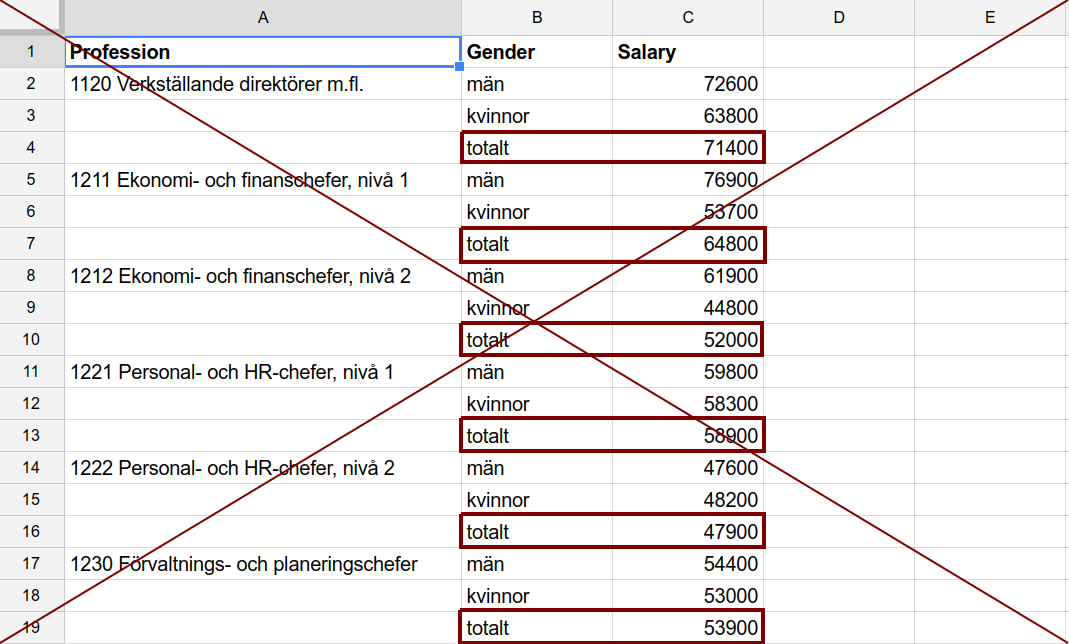 A B C D E
1 Profession Gender Salary
2 1120 Verkställande direktörer m.fl. män 72600
3 kvinnor 63800
4 totalt 71400
5 1211 Ekonomi- och finanschefer, nivå 1 män 76900
6 kvinnor 53700
7 totalt 64800
8 1212 Ekonomi- och finanschefer, nivå 2 män 61900
9 kvinnor 44800
10 totalt 52000
11 1221 Personal- och HR-chefer, nivå 1 män 59800
12 kvinnor 58300
13 totalt 58900
14 1222 Personal- och HR-chefer, nivå 2 män 47600
15 kvinnor 48200
16 totalt 47900
17 1230 Förvaltnings- och planeringschefer män 54400
18 kvinnor 53000
19 totalt 53900